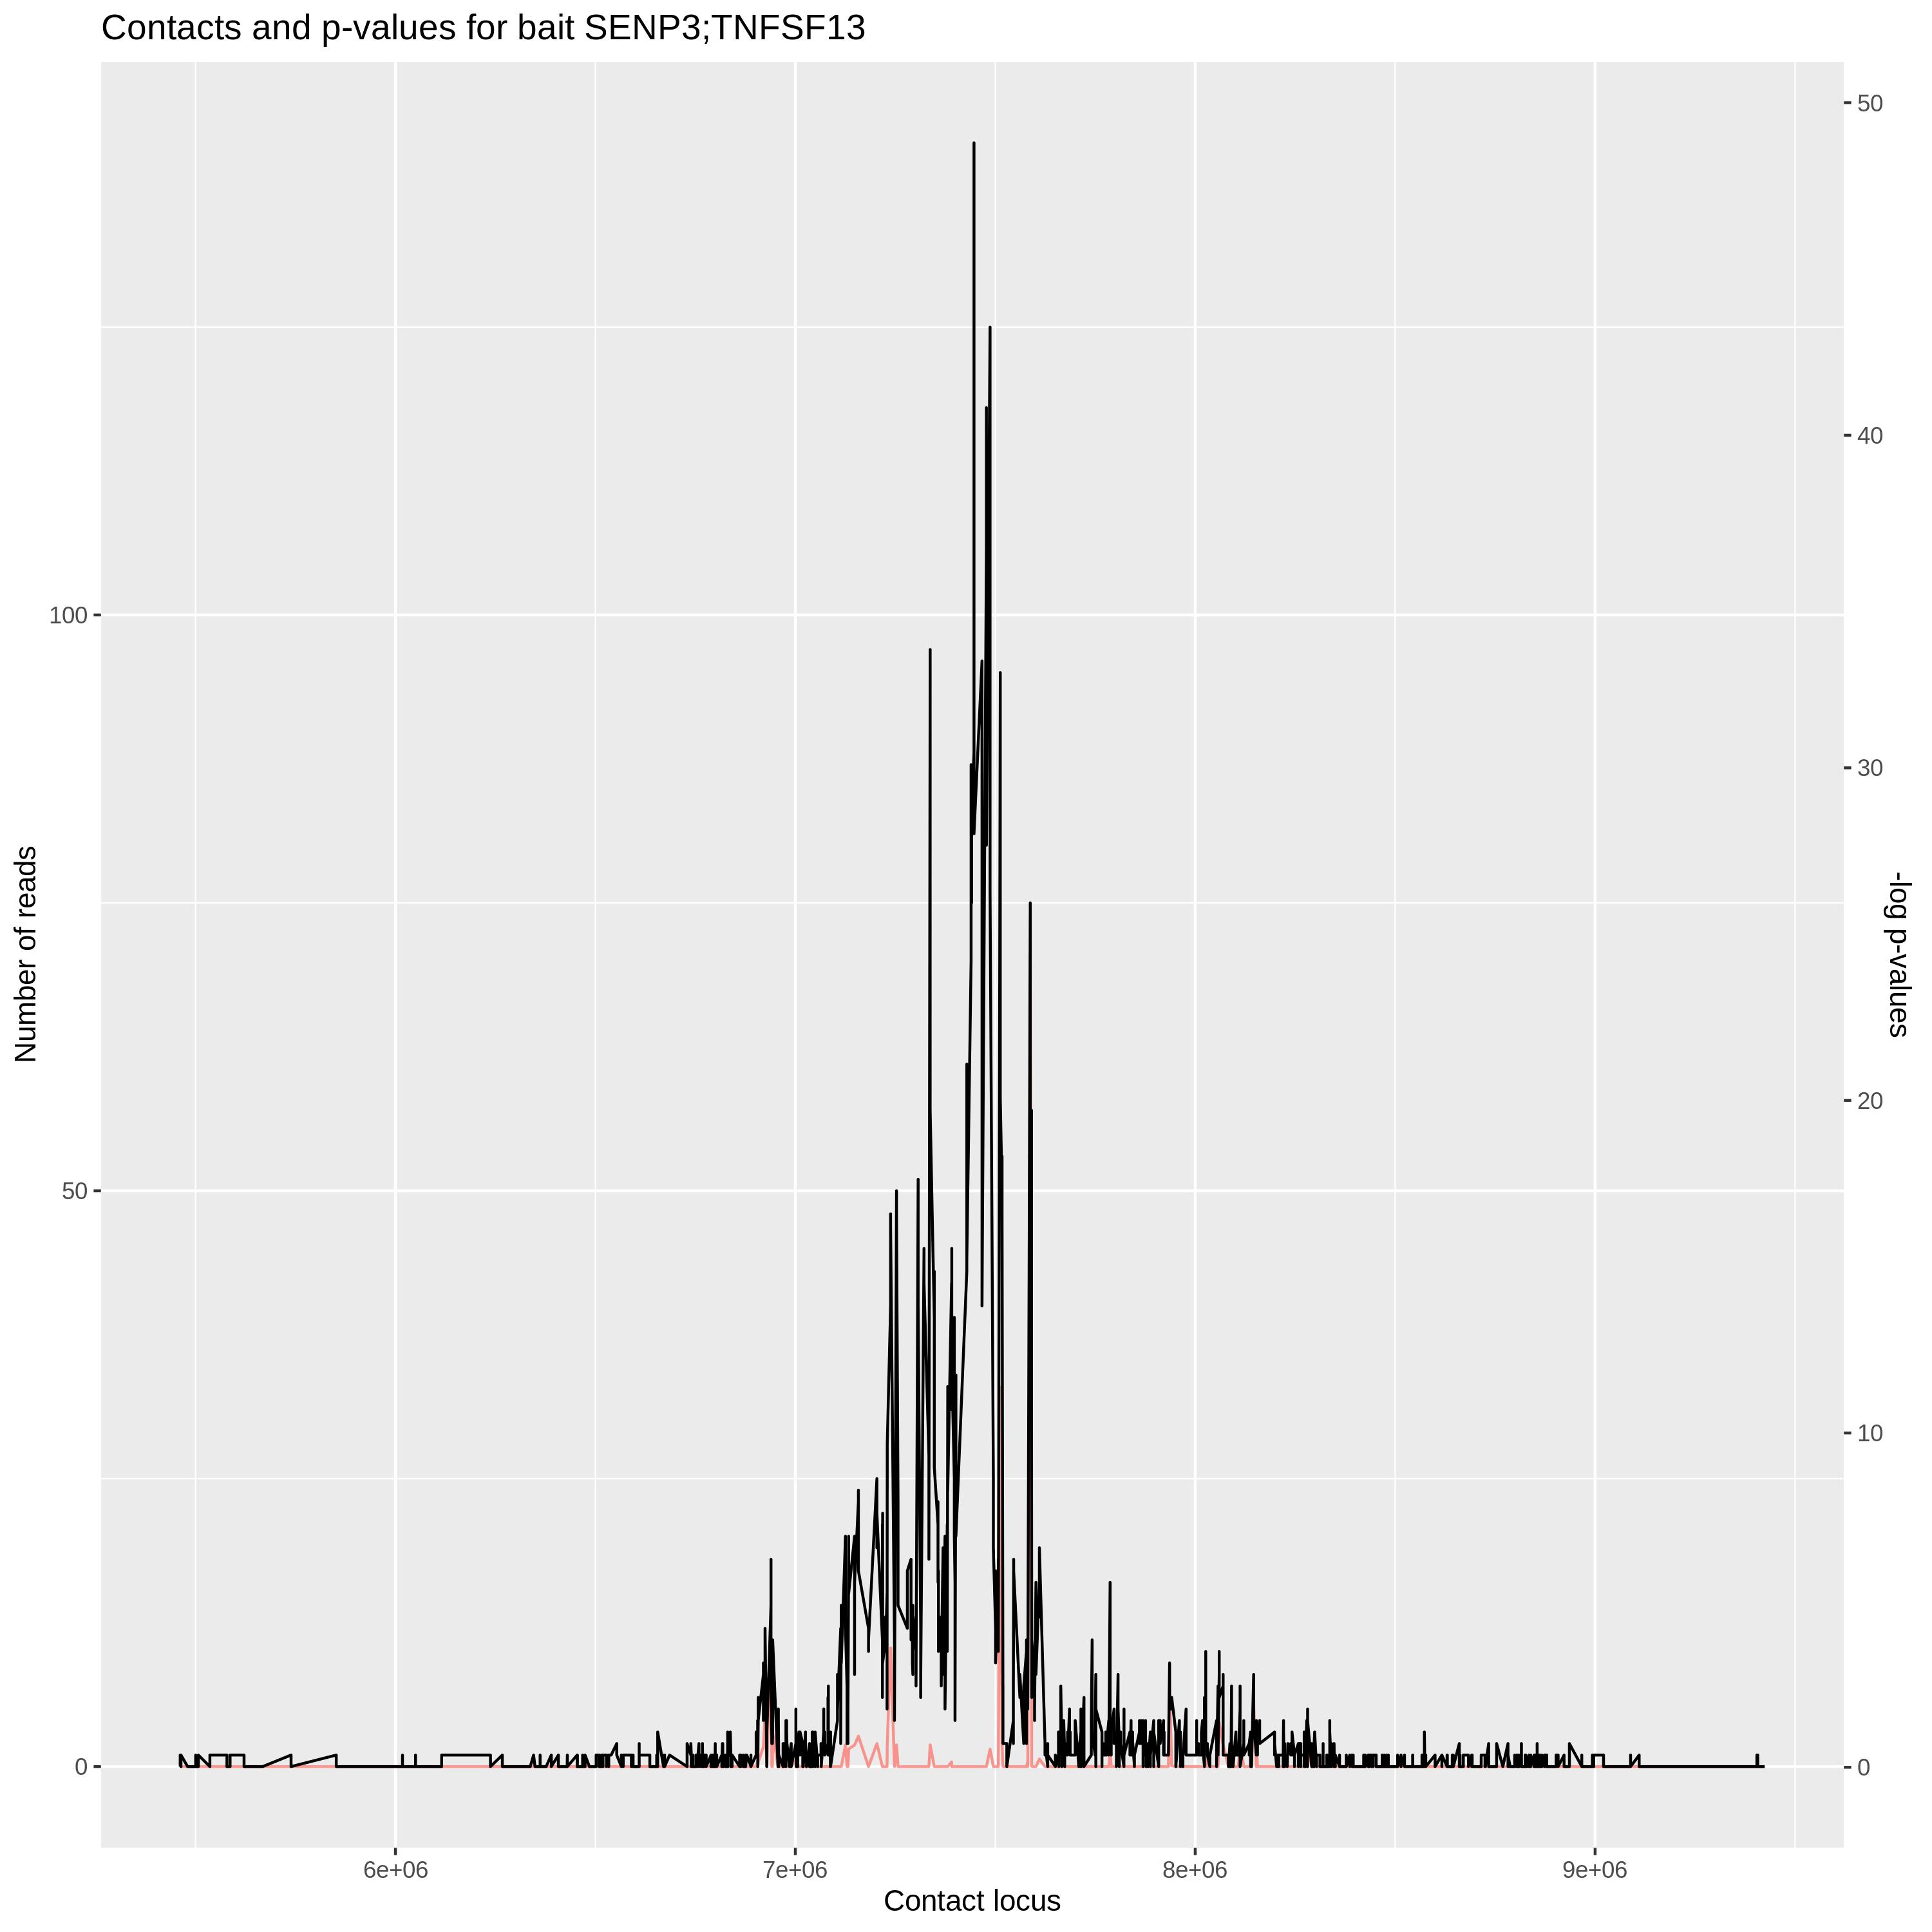 Contacts and p-values for bait SENP3;TNFSF13
50
40
100
30
Number of reads
-log p-values
20
50
10
0
0
6e+06 7e+06 8e+06 9e+06
Contact locus